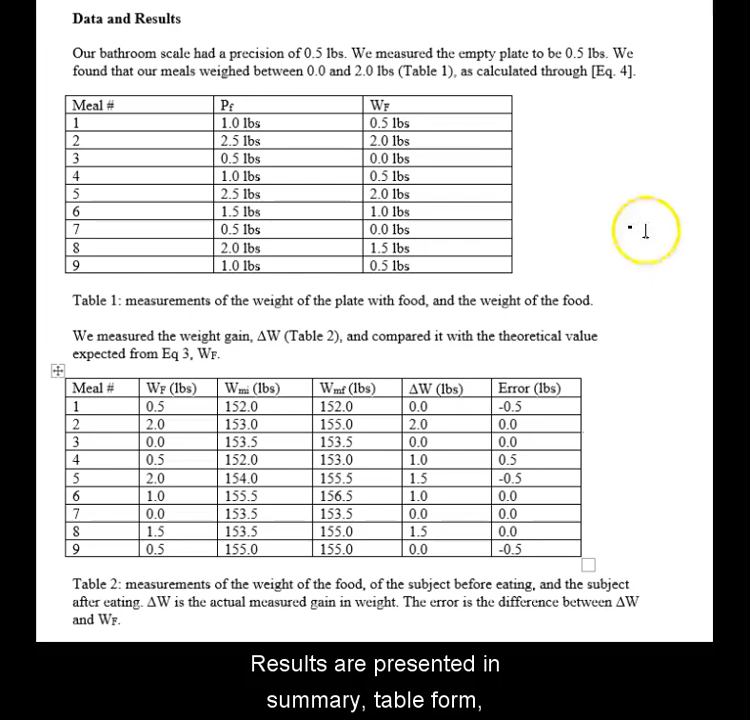 Data and Results
Our bathroom scale had a precision of 0.5 lbs. We measured the empty plate to be 0.5 lbs. We
found that our meals weighed between 0.0 and 2.0 lbs (Table 1), as calculated through [Eq. 4].
Meal # Pf WF
1 1.0 lbs 0.5 lbs
2 2.5 lbs 2.0 lbs
3 0.5 lbs 0.0 lbs
4 1.0 lbs 0.5 lbs
5 2.5 lbs 2.0 lbs
6 1.5 lbs 1.0 lbs
7 0.5 lbs 0.0 lbs
8 2.0 lbs 1.5 lbs
9 1.0 lbs 0.5 lbs
Table 1: measurements of the weight of the plate with food, and the weight of the food.
We measured the weight gain, ΔW (Table 2), and compared it with the theoretical value
expected from Eq 3, WF.
Meal # WF (lbs) Wmi (lbs) Wmf (lbs) ΔW (lbs) Error (lbs)
1 0.5 152.0 152.0 0.0 -0.5
2 2.0 153.0 155.0 2.0 0.0
3 0.0 153.5 153.5 0.0 0.0
4 0.5 152.0 153.0 1.0 0.5
5 2.0 154.0 155.5 1.5 -0.5
6 1.0 155.5 156.5 1.0 0.0
7 0.0 153.5 153.5 0.0 0.0
8 1.5 153.5 155.0 1.5 0.0
9 0.5 155.0 155.0 0.0 -0.5
Table 2: measurements of the weight of the food, of the subject before eating, and the subject
after eating. ΔW is the actual measured gain in weight. The error is the difference between ΔW
and WF.
Results are presented in
summary, table form,